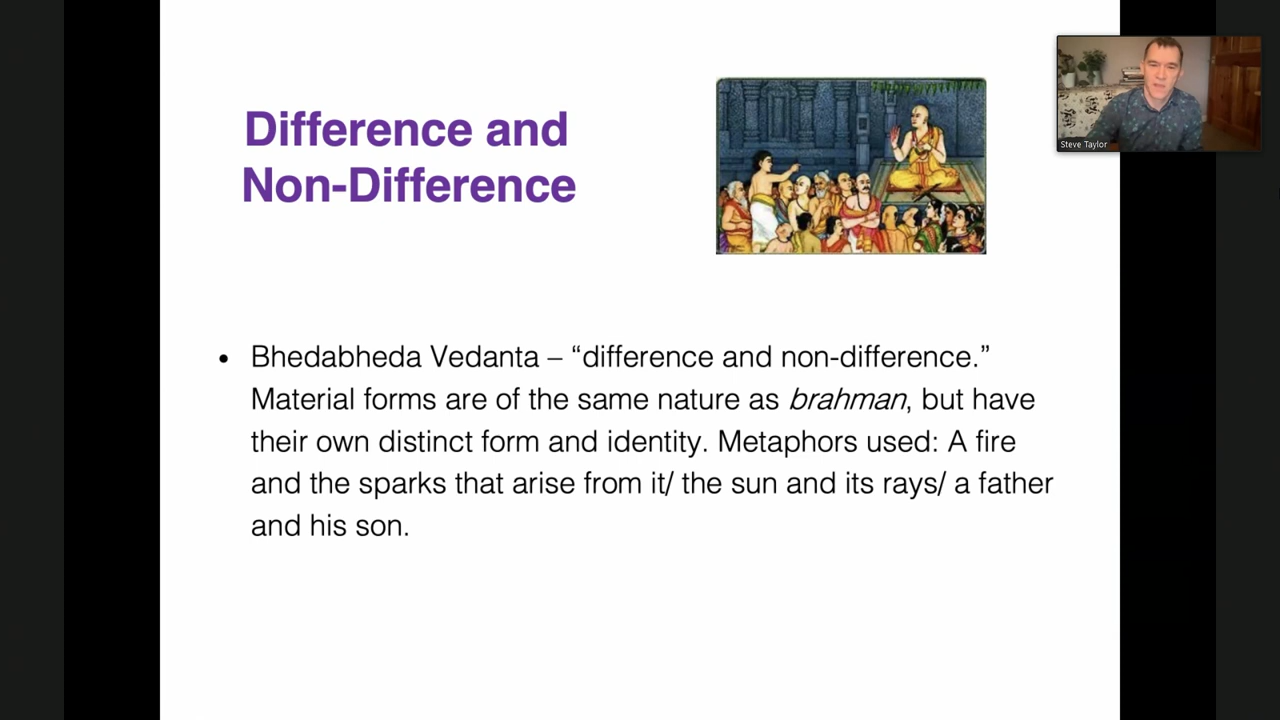 Difference and
Non-Difference
Steve Taylor
• Bhedabheda Vedanta – “difference and non-difference.”
Material forms are of the same nature as brahman, but have
their own distinct form and identity. Metaphors used: A fire
and the sparks that arise from it/ the sun and its rays/ a father
and his son.